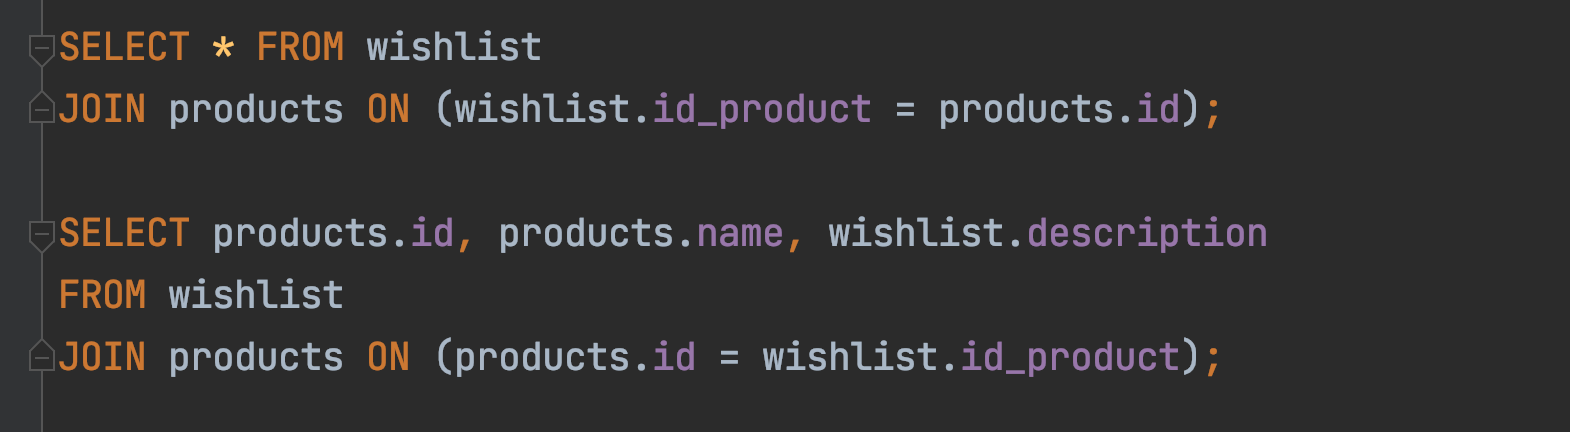 SELECT * FROM wishlist
JOIN products ON (wishlist.id_product = products.id);
SELECT products.id, products.name, wishlist.description
FROM wishlist
JOIN products ON (products.id = wishlist.id_product);